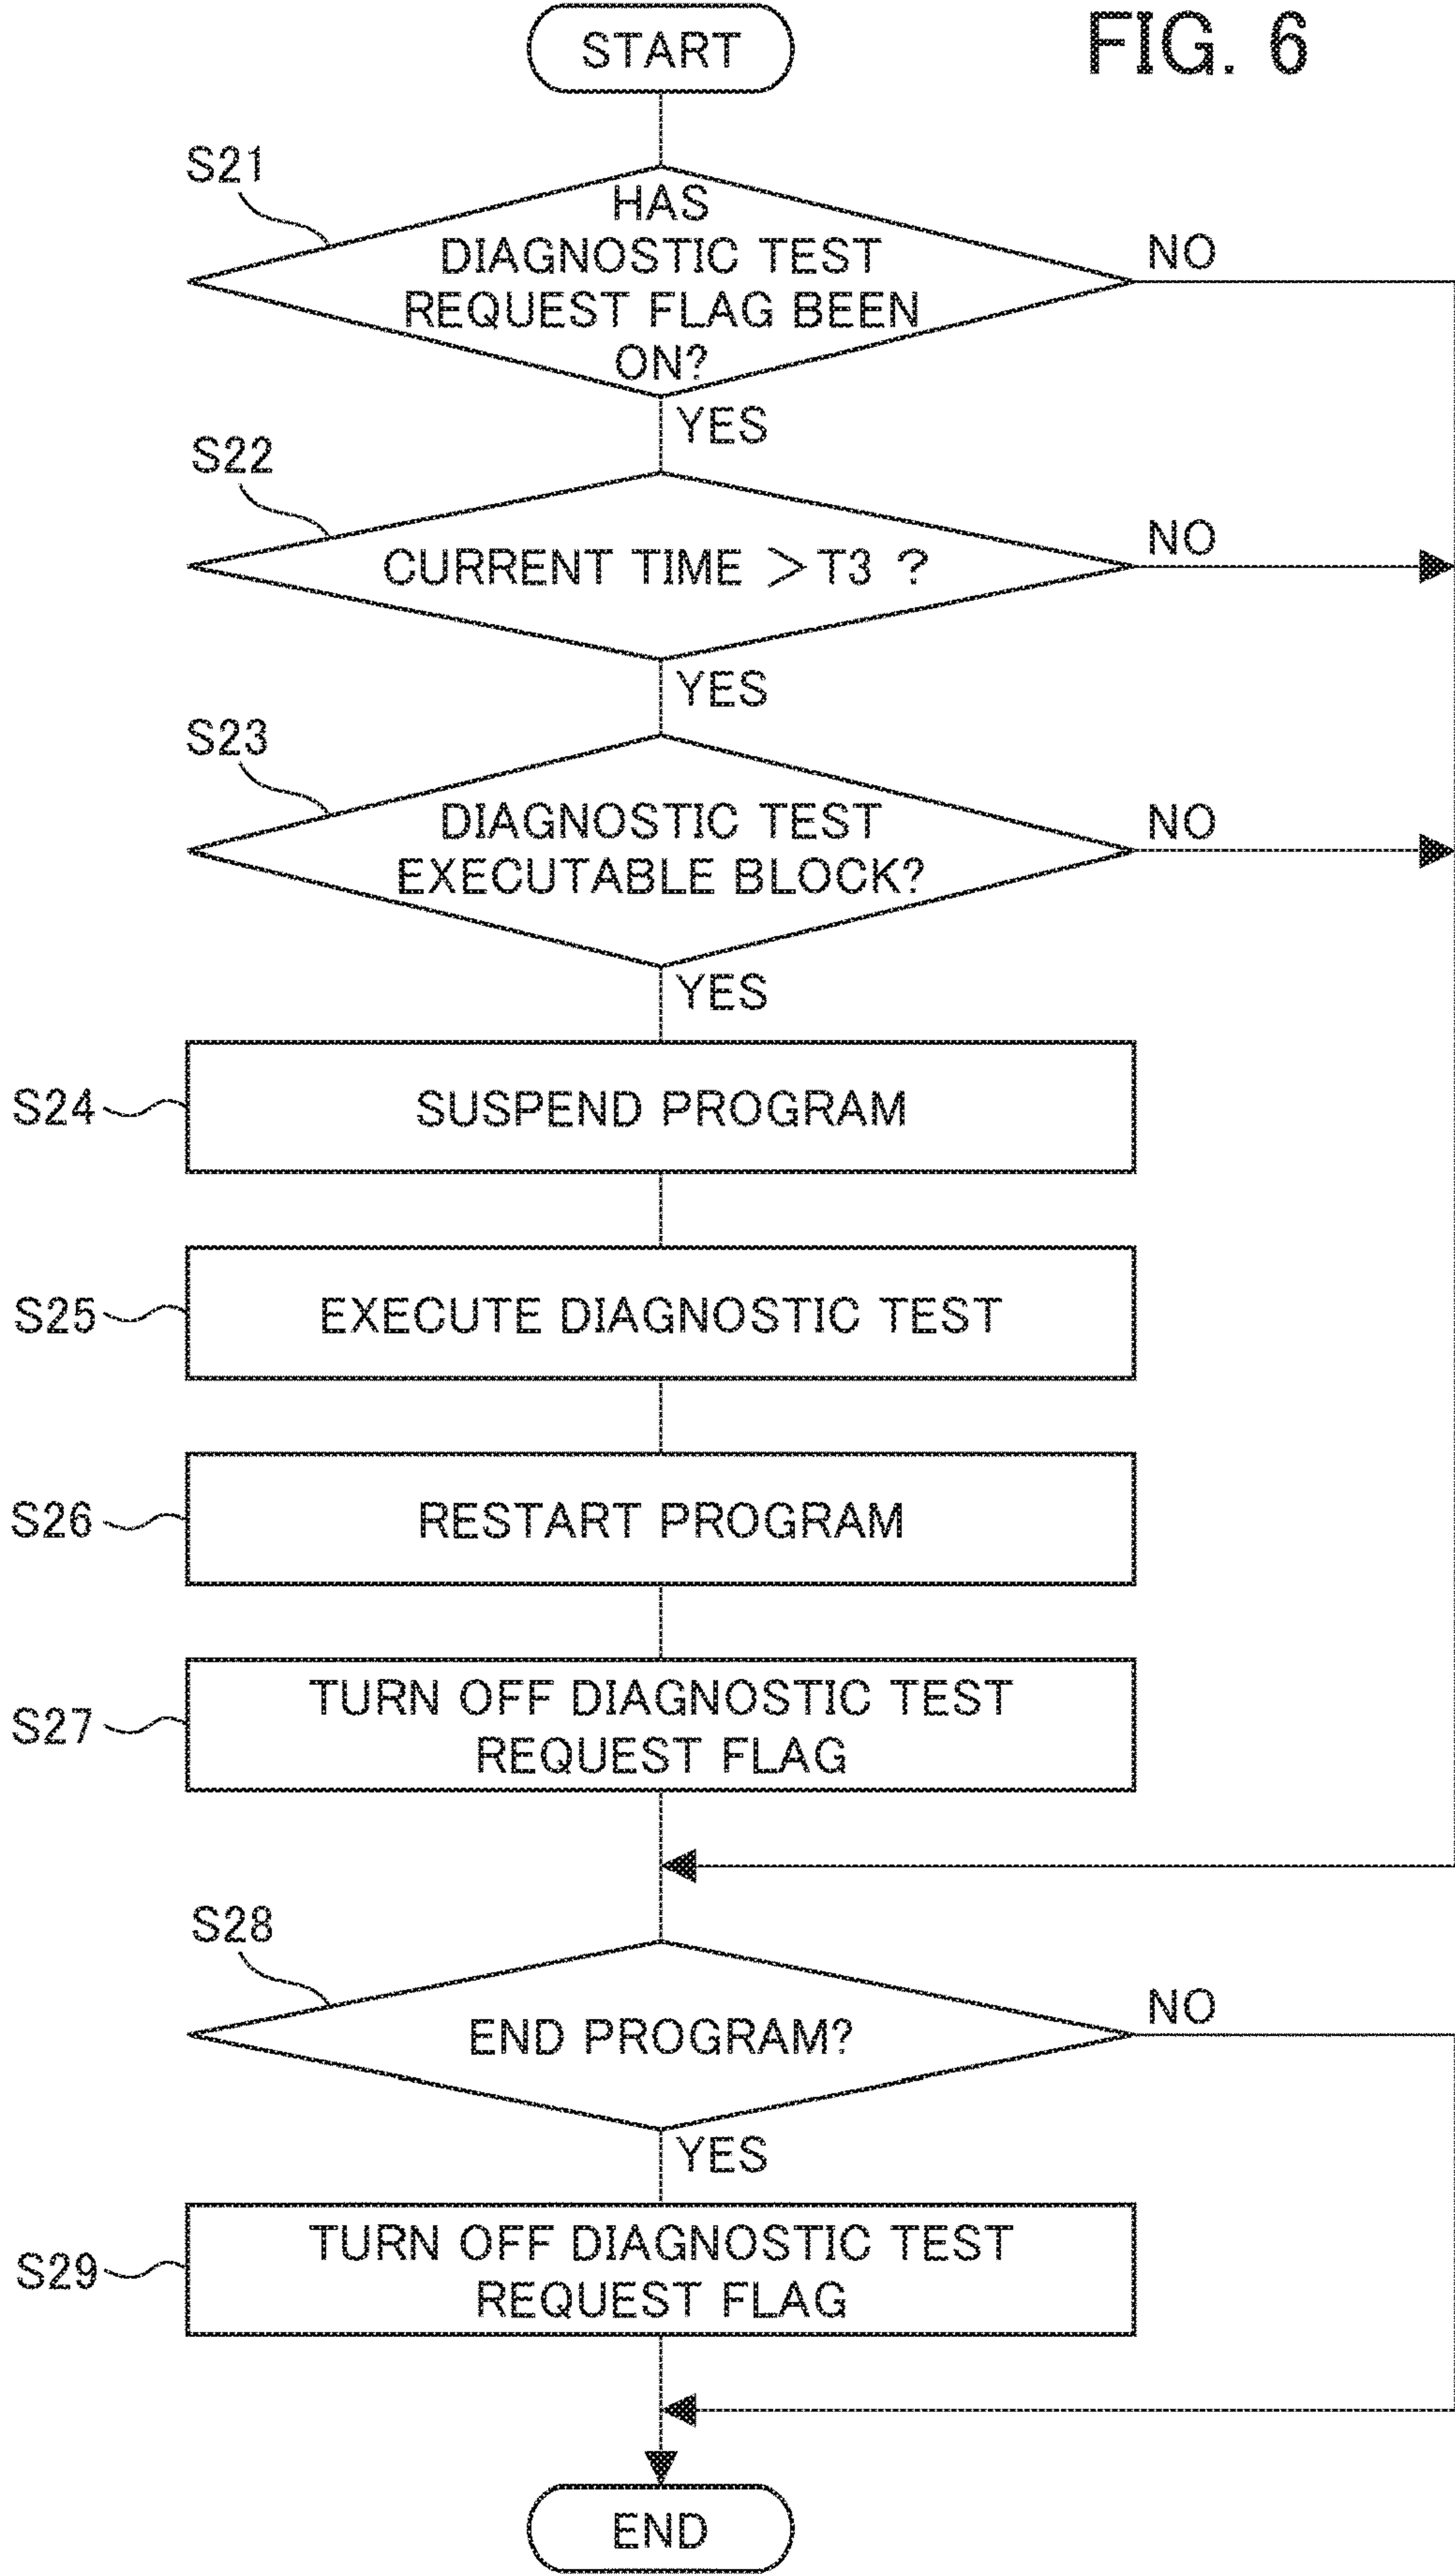 FIG. 6
START
S21
HAS
DIAGNOSTIC TEST
REQUEST FLAG BEEN
ON?
NO
YES
S22
CURRENT TIME > T3 ?
NO
YES
S23
DIAGNOSTIC TEST
EXECUTABLE BLOCK?
NO
YES
S24
SUSPEND PROGRAM
S25
EXECUTE DIAGNOSTIC TEST
S26
RESTART PROGRAM
S27
TURN OFF DIAGNOSTIC TEST
REQUEST FLAG
S28
END PROGRAM?
NO
YES
S29
TURN OFF DIAGNOSTIC TEST
REQUEST FLAG
END